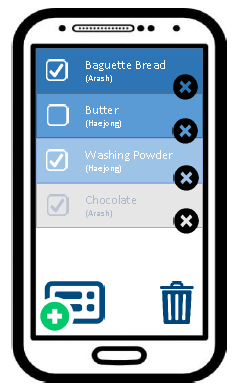 Baguette Bread
(Arash)
Butter
(Haejong)
Washing Powder
(Haejong)
Chocolate
(Arash)